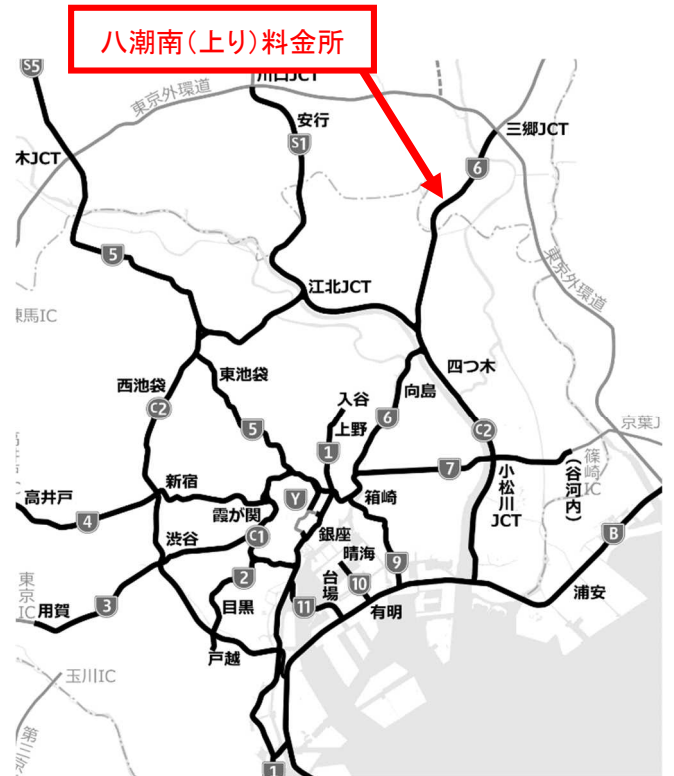 八潮南（上り）料金所
S5
川口JCT
東京外環道
安行
S1
三郷JCT
6
木JCT
5
江北JCT
東京外環道
練馬IC
四つ木
東池袋
西池袋
向島
入谷
C2
上野
6
5
1
C2
京葉J
7
篠崎IC
（谷河内）
小松川JCT
新宿
高井戸
Y
箱崎
4
霞が関
C1
銀座
渋谷
晴海
B
9
2
台場
10
東京IC
3
用賀
目黒
11
有明
浦安
戸越
玉川IC
第三京
1